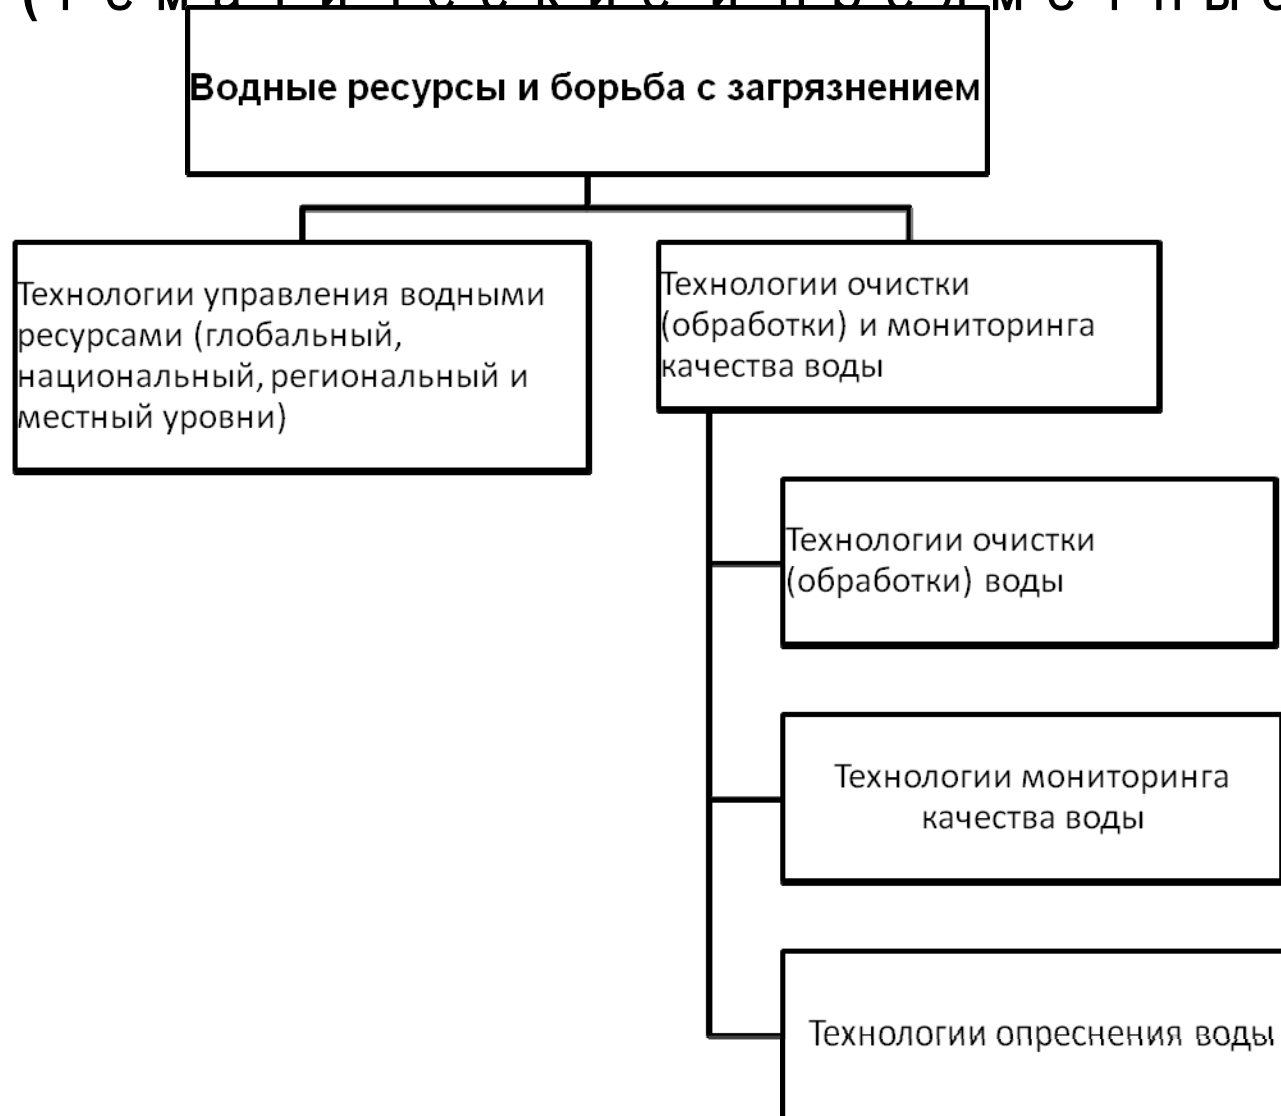 Водные ресурсы и борьба с загрязнением
Технологии управления водными
ресурсами (глобальный,
национальный, региональный и
местный уровни)
Технологии очистки
(обработки) и мониторинга
качества воды
Технологии очистки
(обработки) воды
Технологии мониторинга
качества воды
Технологии опреснения воды